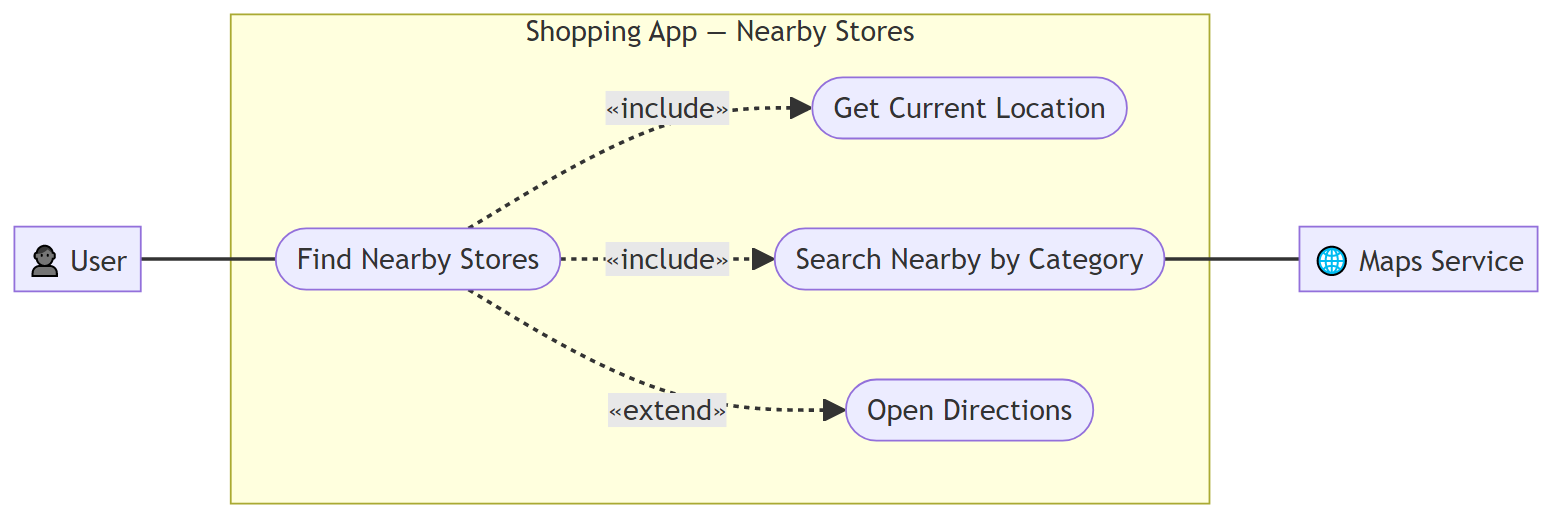 Shopping App — Nearby Stores
«include»
Get Current Location
User
Find Nearby Stores
«include»
Search Nearby by Category
Maps Service
«extend»
Open Directions